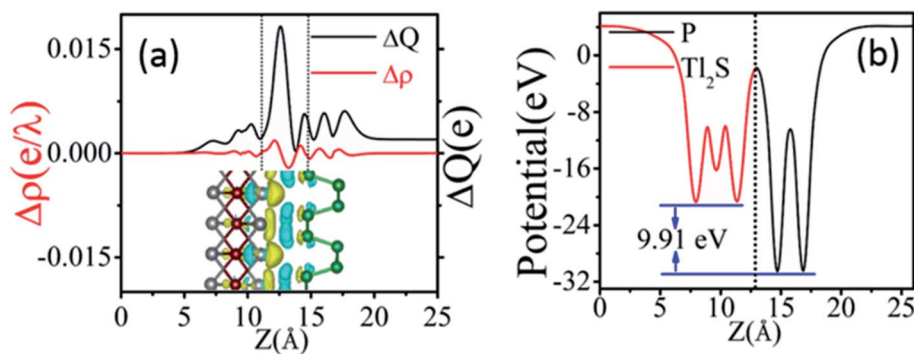 0.015
0.000
-0.015
Δρ(e/λ)
(a)
ΔQ
Δρ
ΔQ(e)
0 5 10 15 20 25
Z(Å)
0
-8
-16
-24
-32
Potential(eV)
P
Tl₂S
(b)
9.91 eV
0 5 10 15 20 25
Z(Å)